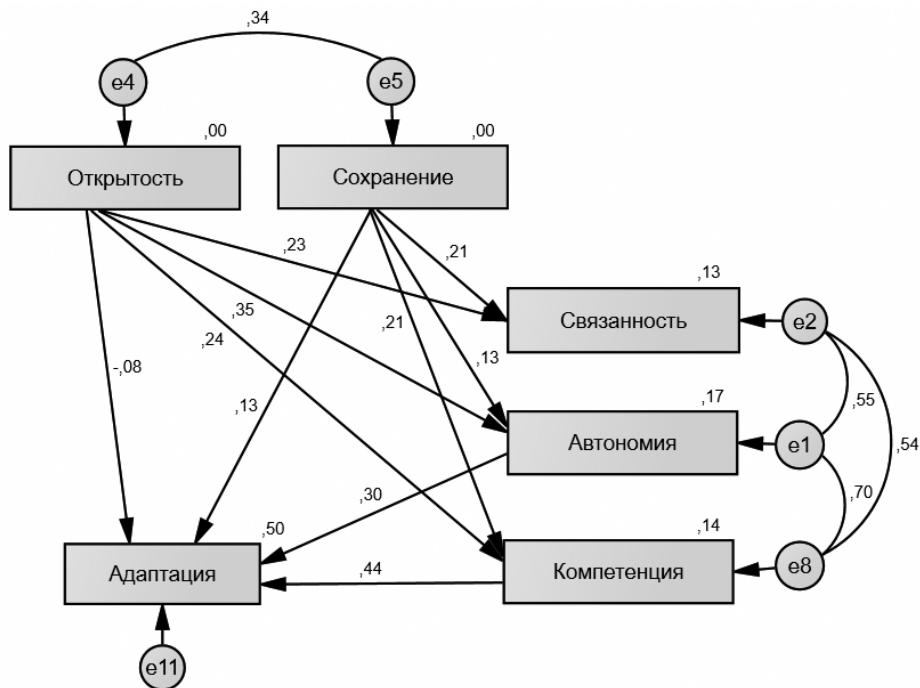 ,34
e4
e5
,00
,00
Открытость
Сохранение
,23
,21
,13
Связанность
e2
,35
,21
,24
,13
-,08
,13
,17
Автономия
e1
,55
,54
,30
,70
,50
,14
Адаптация
,44
Компетенция
e8
e11